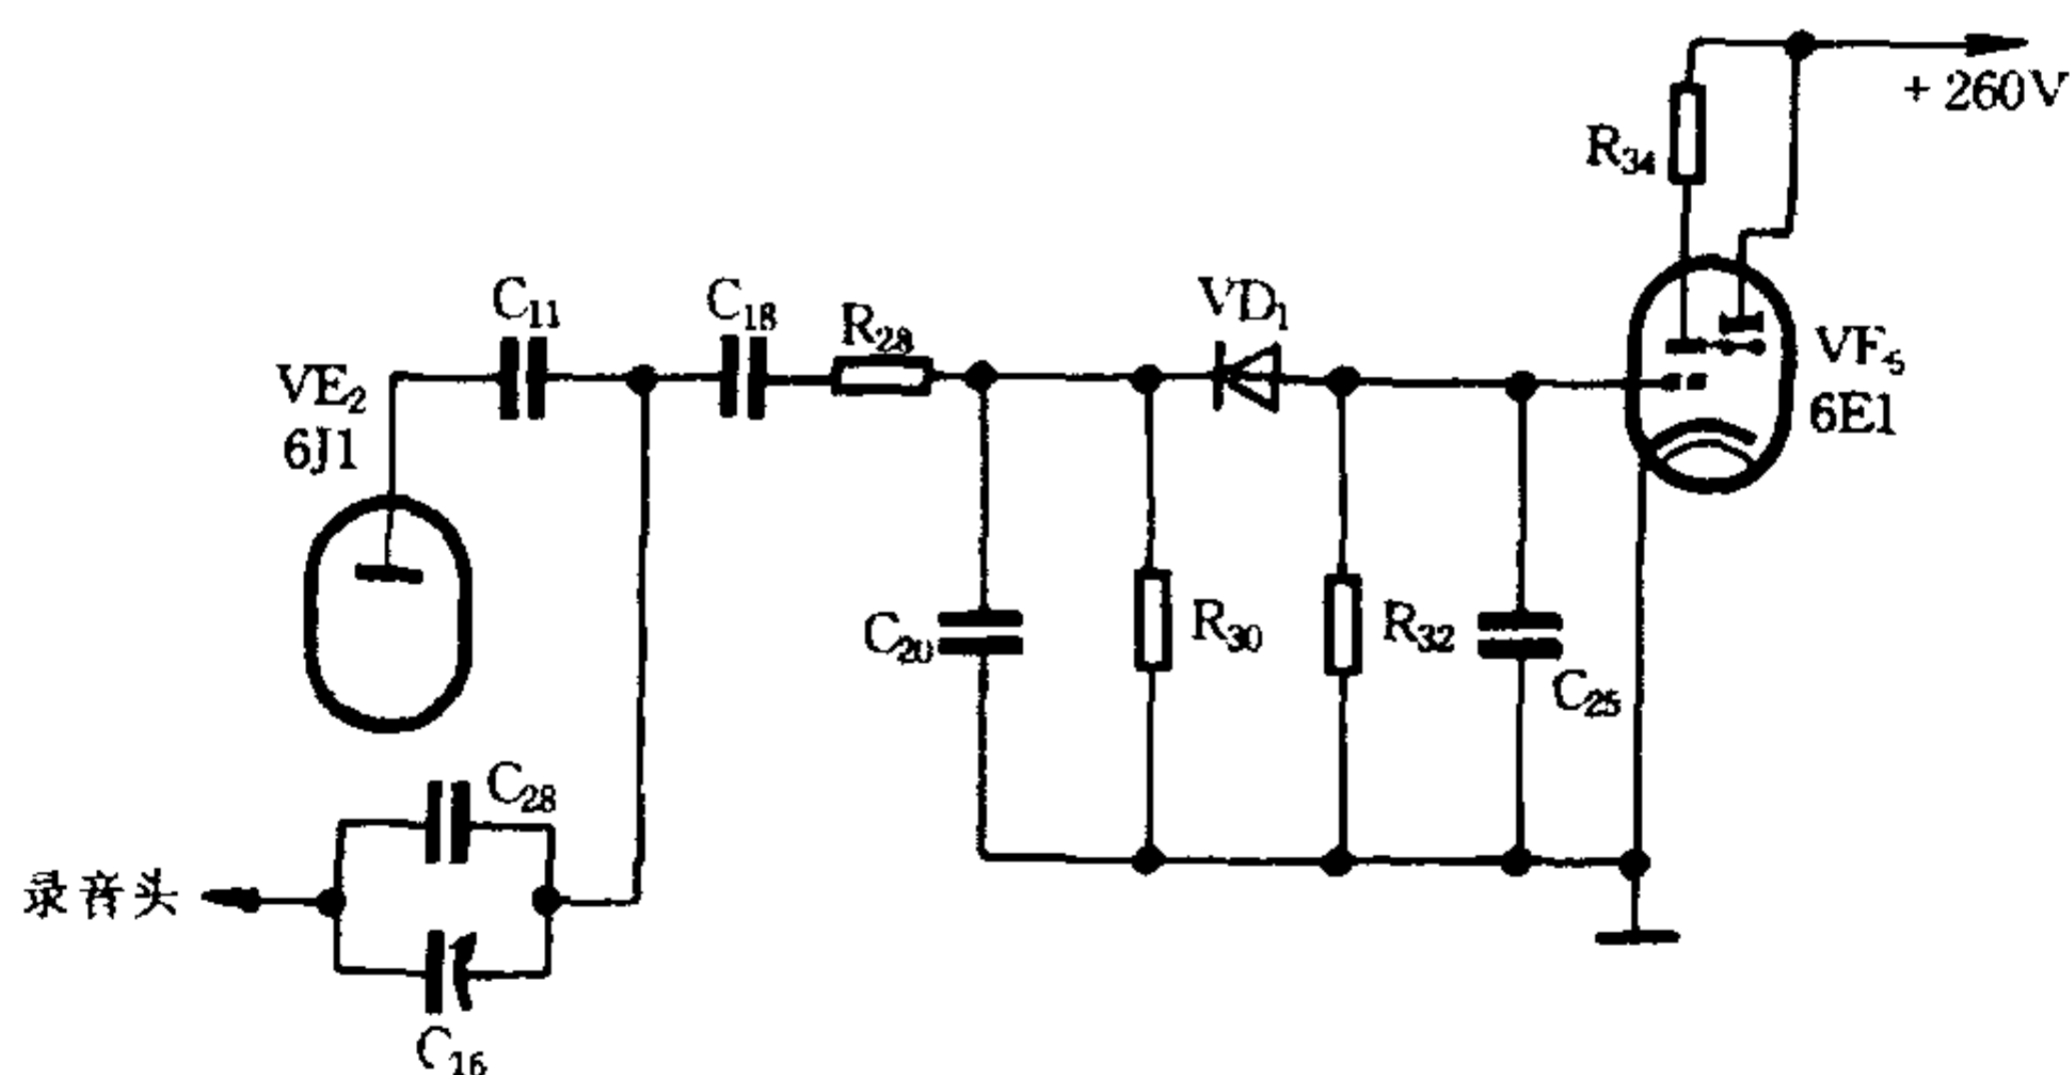 + 260V
R34
C11
C18
R28
VD1
VE2
6J1
VF5
6E1
C20
R30
R32
C25
C28
录音头
C16